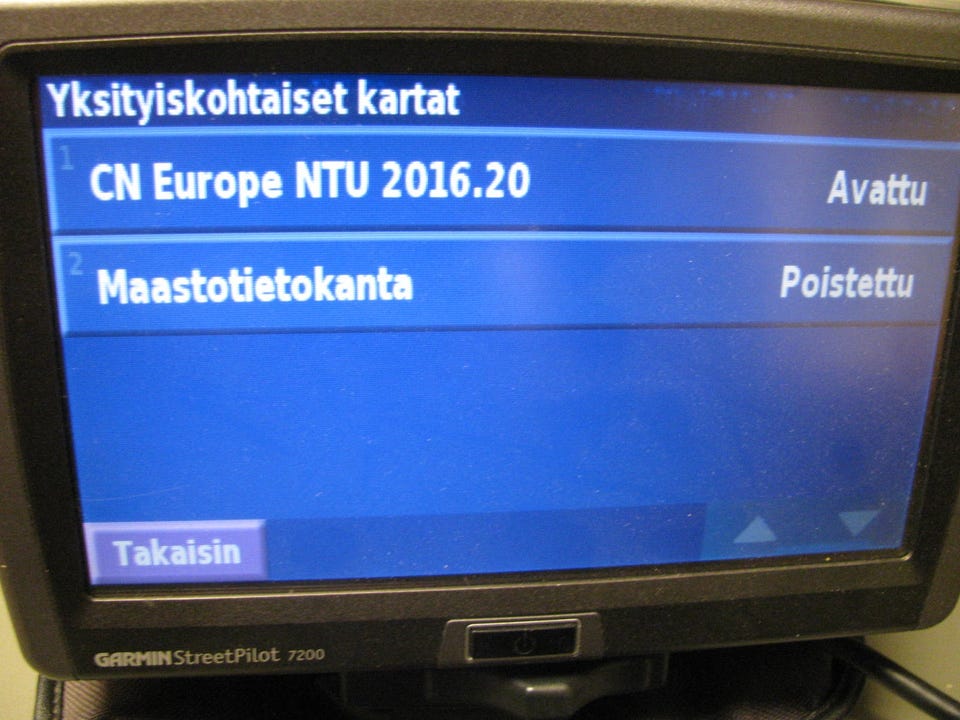 Yksityiskohtaiset kartat
1 CN Europe NTU 2016.20 Avattu
2 Maastotietokanta Poistettu
Takaisin
GARMIN StreetPilot 7200